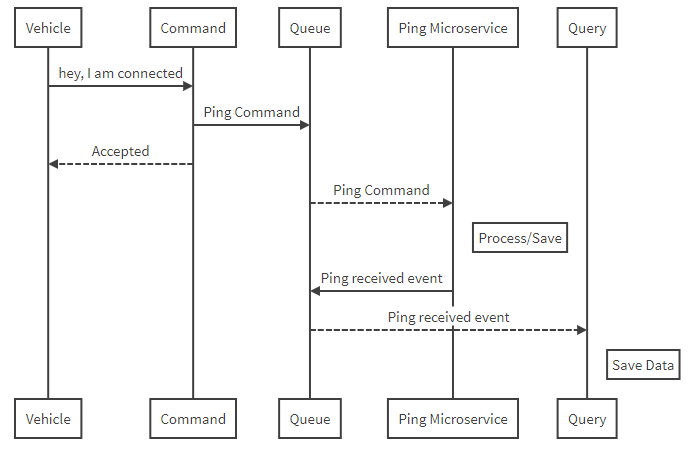 Vehicle
Command
Queue
Ping Microservice
Query
hey, I am connected
Ping Command
Accepted
Ping Command
Process/Save
Ping received event
Ping received event
Save Data
Vehicle
Command
Queue
Ping Microservice
Query